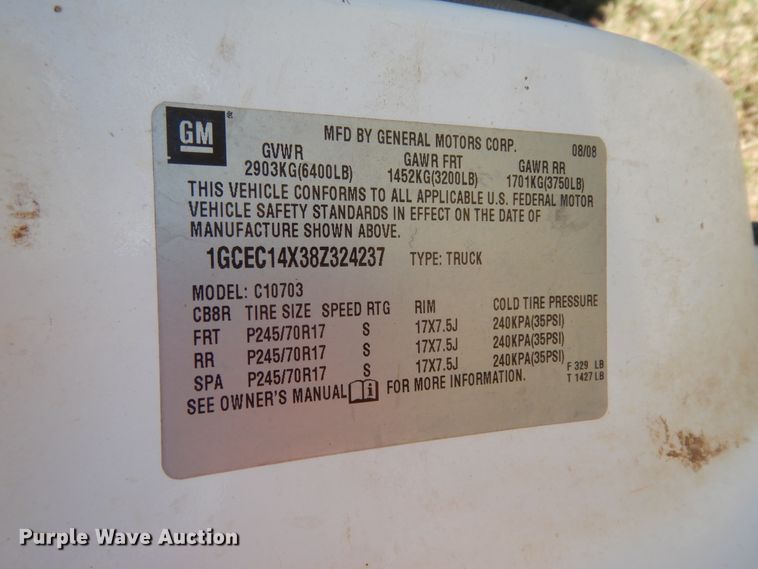 GM®
MFD BY GENERAL MOTORS CORP. 08/08
GVWR GAWR FRT GAWR RR
2903KG(6400LB) 1452KG(3200LB) 1701KG(3750LB)
THIS VEHICLE CONFORMS TO ALL APPLICABLE U.S. FEDERAL MOTOR
VEHICLE SAFETY STANDARDS IN EFFECT ON THE DATE OF
MANUFACTURE SHOWN ABOVE.
1GCEC14X38Z324237 TYPE: TRUCK
MODEL: C10703
CB8R TIRE SIZE SPEED RTG RIM COLD TIRE PRESSURE
FRT P245/70R17 S 17X7.5J 240KPA(35PSI)
RR P245/70R17 S 17X7.5J 240KPA(35PSI)
SPA P245/70R17 S 17X7.5J 240KPA(35PSI)
F 329 LB
T 1427 LB
SEE OWNER'S MANUAL i FOR MORE INFORMATION.
Purple Wave Auction